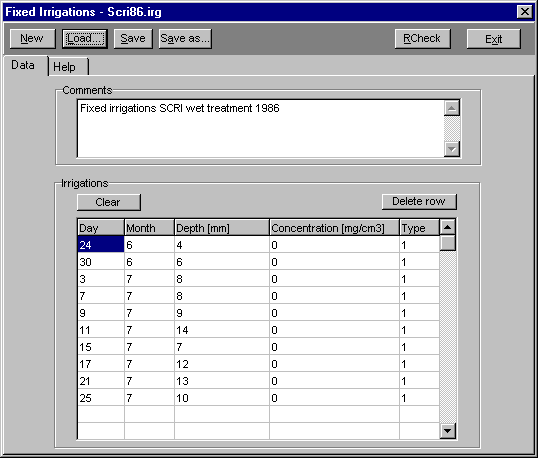 Fixed Irrigations - Scri86.irg
New Load... Save Save as... RCheck Exit
Data Help
Comments
Fixed irrigations SCRI wet treatment 1986
Irrigations
Clear Delete row
Day Month Depth [mm] Concentration [mg/cm3] Type
24 6 4 0 1
30 6 6 0 1
3 7 8 0 1
7 7 8 0 1
9 7 9 0 1
11 7 14 0 1
15 7 7 0 1
17 7 12 0 1
21 7 13 0 1
25 7 10 0 1